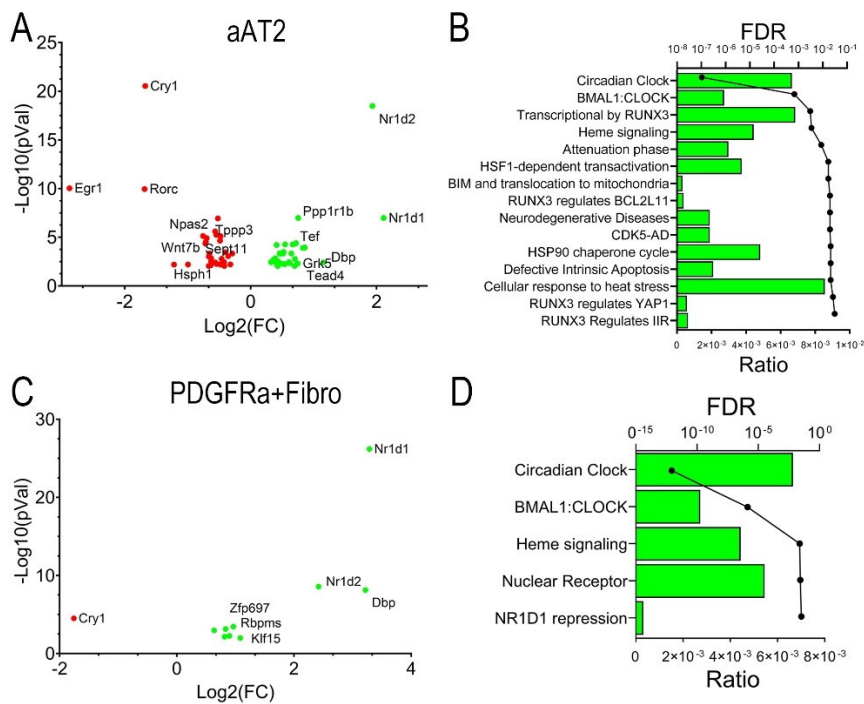 A
aAT2
25
20
15
10
5
0
-Log10(pVal)
Cry1
Nr1d2
Egr1
Rorc
Ppp1r1b
Nr1d1
Npas2
Tppp3
Tef
Wnt7b
Sept11
Dbp
Grk5
Hsph1
Tead4
-2
0
2
Log2(FC)
B
FDR
10-8 10-7 10-6 10-5 10-4 10-3 10-2 10-1
Circadian Clock
BMAL1:CLOCK
Transcriptional by RUNX3
Heme signaling
Attenuation phase
HSF1-dependent transactivation
BIM and translocation to mitochondria
RUNX3 regulates BCL2L11
Neurodegenerative Diseases
CDK5-AD
HSP90 chaperone cycle
Defective Intrinsic Apoptosis
Cellular response to heat stress
RUNX3 regulates YAP1
RUNX3 Regulates IIR
0 2×10-3 4×10-3 6×10-3 8×10-3 1×10-2
Ratio
C
PDGFRa+Fibro
30
20
10
0
-Log10(pVal)
Nr1d1
Nr1d2
Dbp
Cry1
Zfp697
Rbpms
Klf15
-2 0 2 4
Log2(FC)
D
FDR
0-15 10-10 10-5 100
Circadian Clock
BMAL1:CLOCK
Heme signaling
Nuclear Receptor
NR1D1 repression
0 2×10-3 4×10-3 6×10-3 8×10-3
Ratio